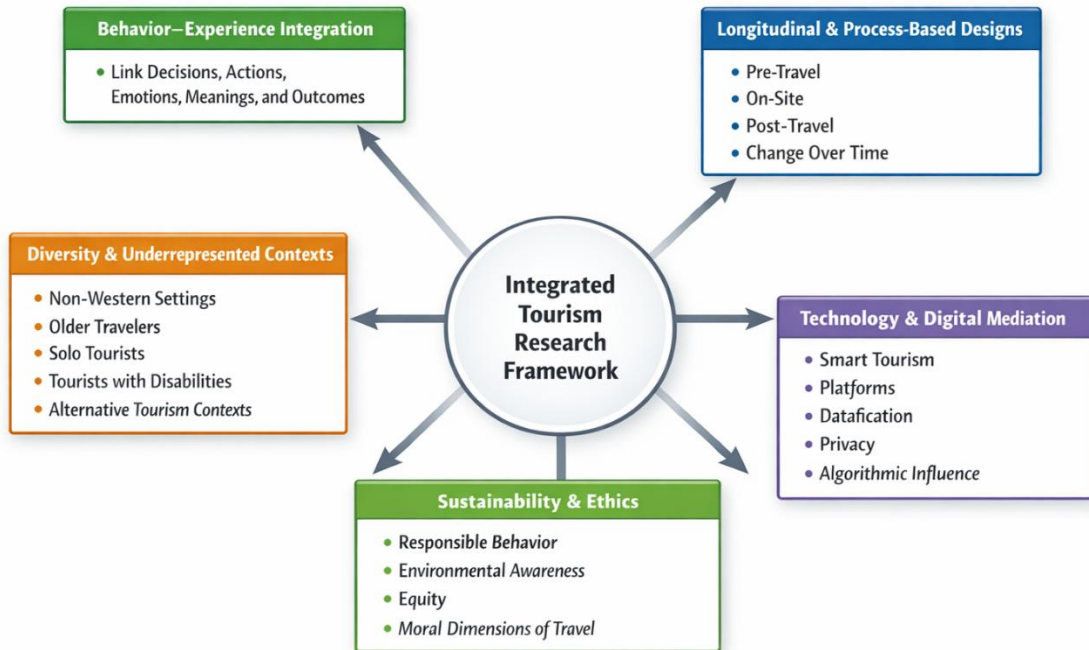 Behavior–Experience Integration
• Link Decisions, Actions,
Emotions, Meanings, and Outcomes
Longitudinal & Process-Based Designs
• Pre-Travel
• On-Site
• Post-Travel
• Change Over Time
Diversity & Underrepresented Contexts
• Non-Western Settings
• Older Travelers
• Solo Tourists
• Tourists with Disabilities
• Alternative Tourism Contexts
Integrated
Tourism
Research
Framework
Technology & Digital Mediation
• Smart Tourism
• Platforms
• Datafication
• Privacy
• Algorithmic Influence
Sustainability & Ethics
• Responsible Behavior
• Environmental Awareness
• Equity
• Moral Dimensions of Travel